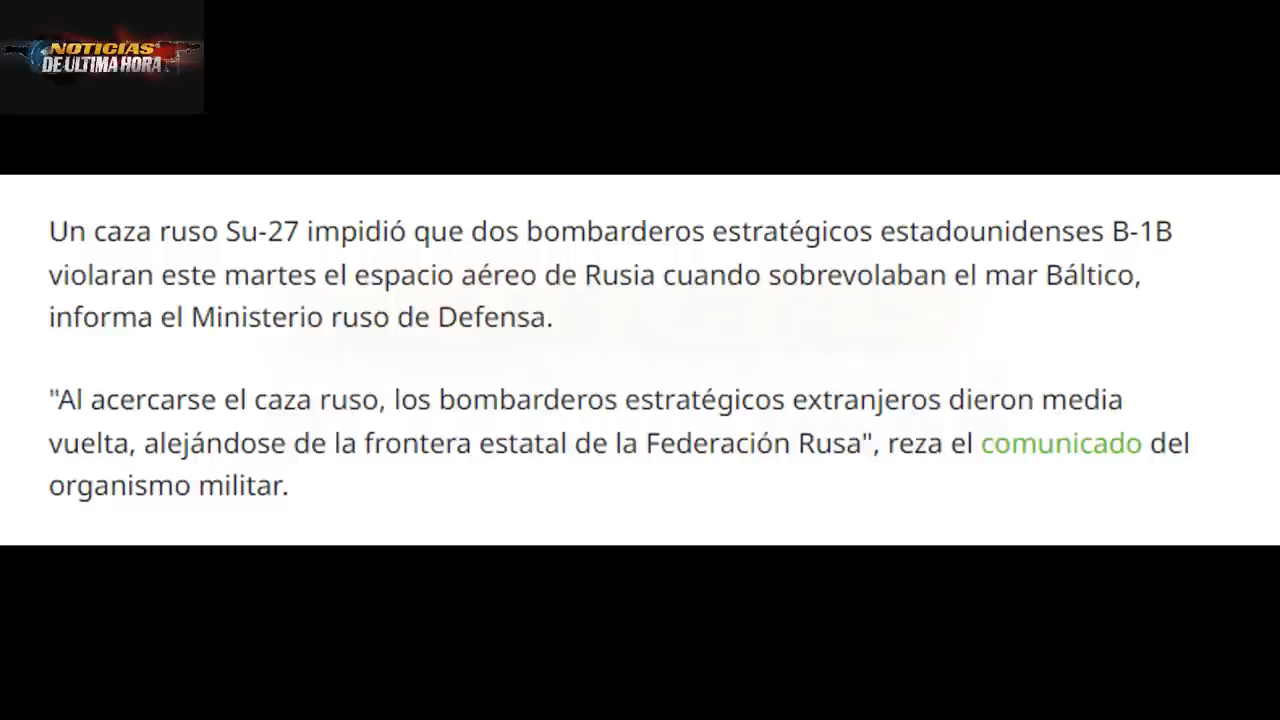 NOTICIAS
DE ULTIMA HORA
Un caza ruso Su-27 impidió que dos bombarderos estratégicos estadounidenses B-1B
violaran este martes el espacio aéreo de Rusia cuando sobrevolaban el mar Báltico,
informa el Ministerio ruso de Defensa.
"Al acercarse el caza ruso, los bombarderos estratégicos extranjeros dieron media
vuelta, alejándose de la frontera estatal de la Federación Rusa", reza el comunicado del
organismo militar.